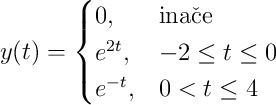 y(t) = { 0, inače
e^{2t}, −2 ≤ t ≤ 0
e^{−t}, 0 < t ≤ 4